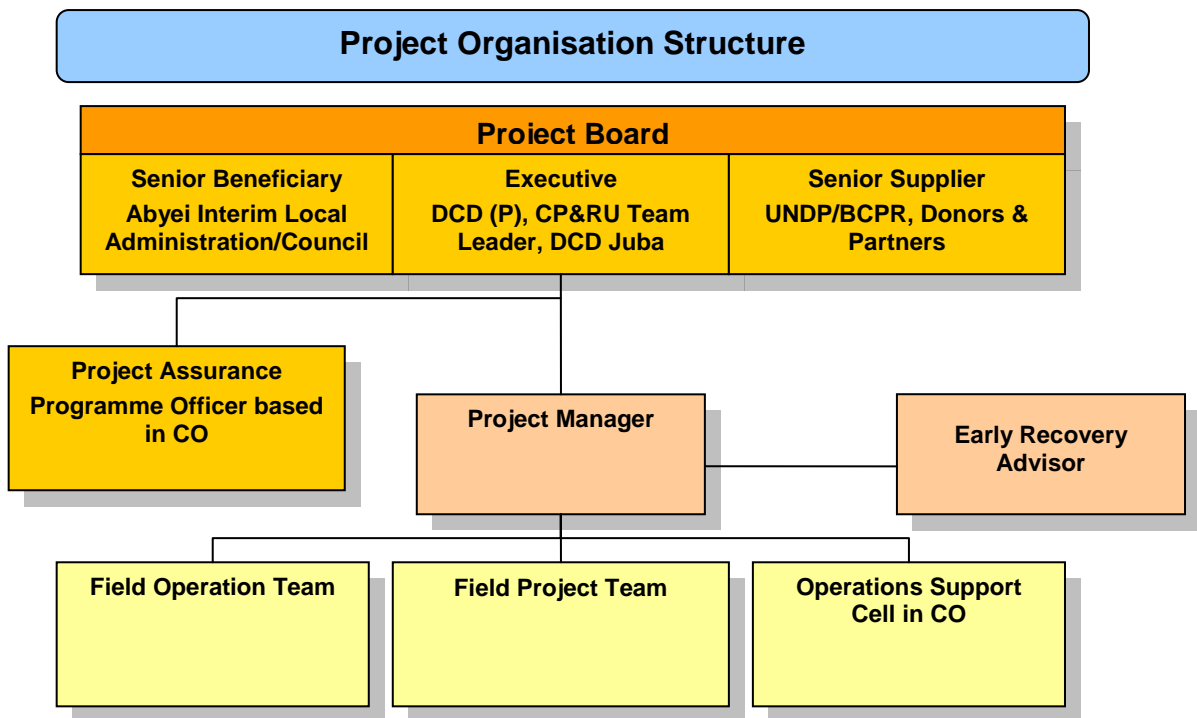 Project Organisation Structure
Project Board
Senior Beneficiary
Abyei Interim Local
Administration/Council
Executive
DCD (P), CP&RU Team
Leader, DCD Juba
Senior Supplier
UNDP/BCPR, Donors &
Partners
Project Assurance
Programme Officer based
in CO
Project Manager
Early Recovery
Advisor
Field Operation Team
Field Project Team
Operations Support
Cell in CO